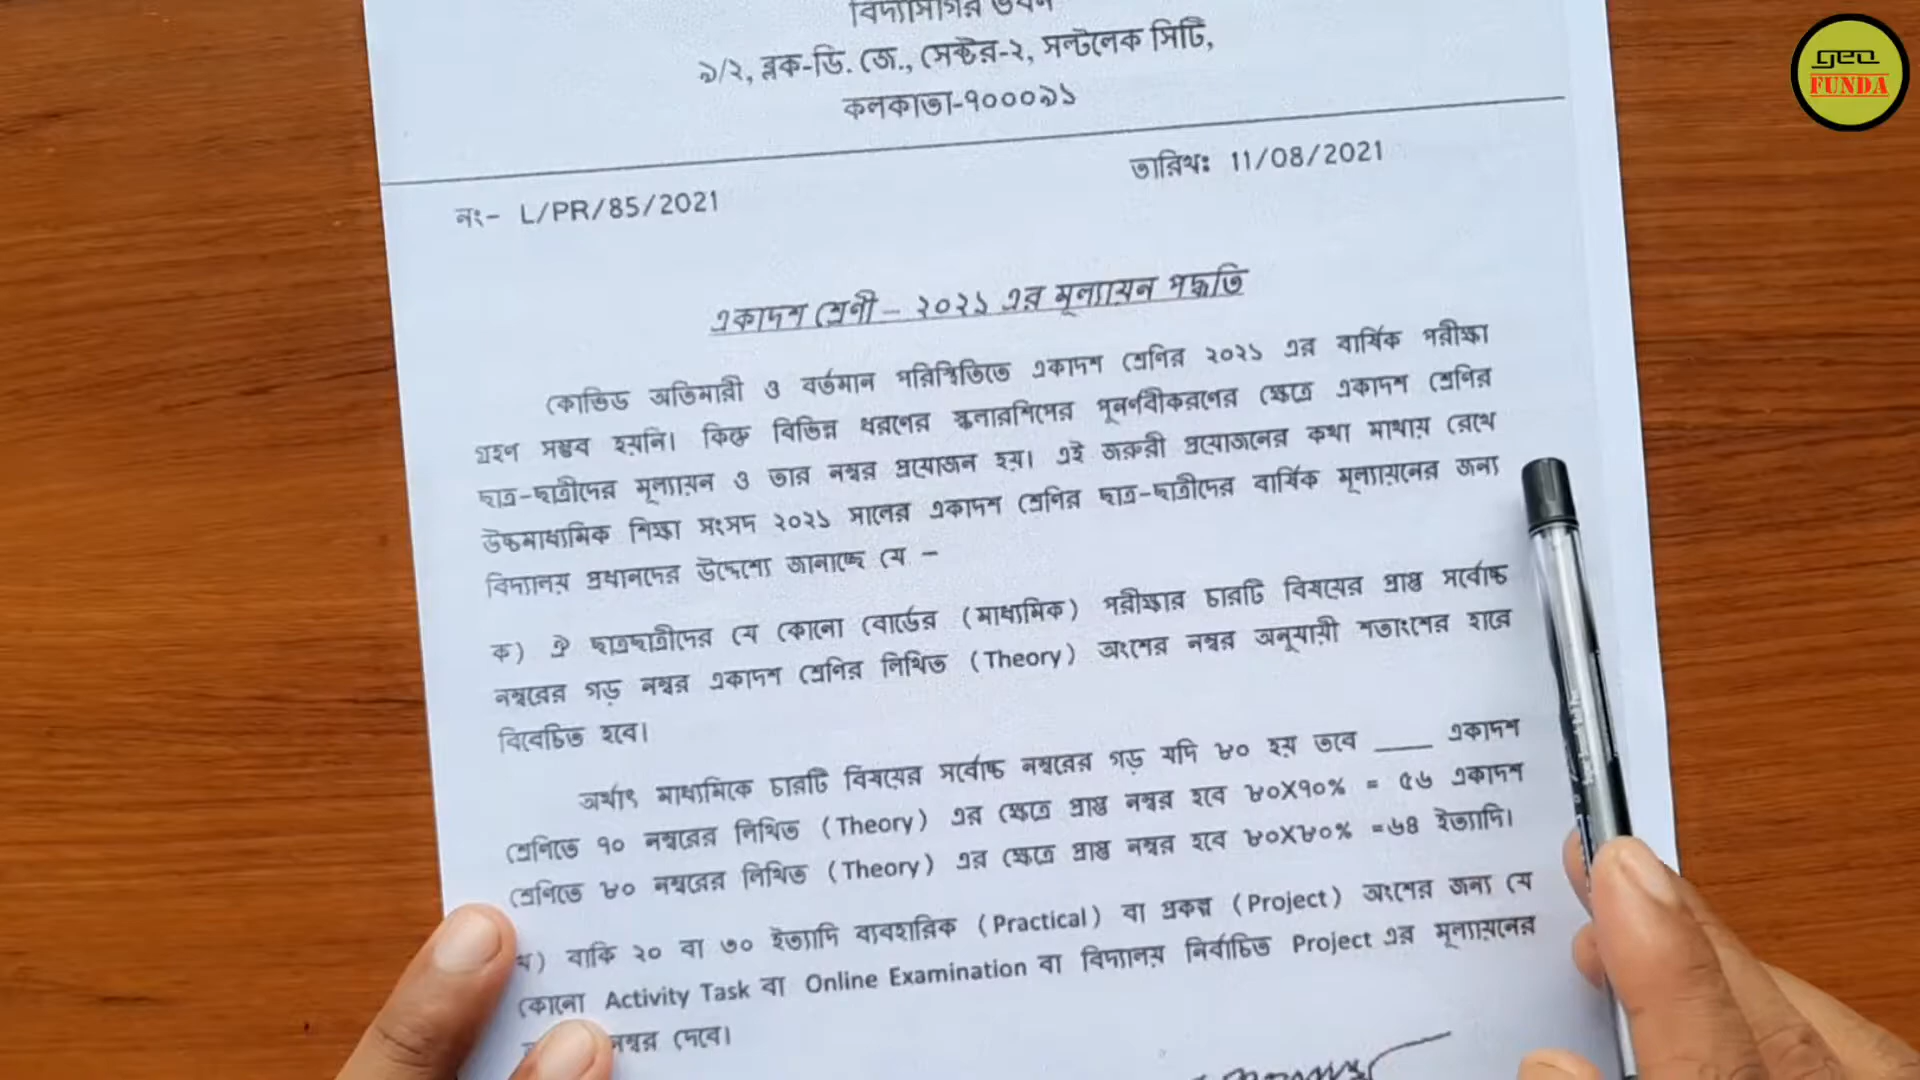 বিদ্যাসাগর ভবন
৯/২, ব্লক-ডি. জে., সেক্টর-২, সল্টলেক সিটি,
কলকাতা-৭০০০৯১
geo
FUNDA
তারিখঃ 11/08/2021
নং- L/PR/85/2021
একাদশ শ্রেণী – ২০২১ এর মূল্যায়ন পদ্ধতি
কোভিড অতিমারী ও বর্তমান পরিস্থিতিতে একাদশ শ্রেণির ২০২১ এর বার্ষিক পরীক্ষা
গ্রহণ সম্ভব হয়নি। কিন্তু বিভিন্ন ধরণের স্কলারশিপের পূনর্ণবীকরণের ক্ষেত্রে একাদশ শ্রেণির
ছাত্র-ছাত্রীদের মূল্যায়ন ও তার নম্বর প্রয়োজন হয়। এই জরুরী প্রয়োজনের কথা মাথায় রেখে
উচ্চমাধ্যমিক শিক্ষা সংসদ ২০২১ সালের একাদশ শ্রেণির ছাত্র-ছাত্রীদের বার্ষিক মূল্যায়নের জন্য
বিদ্যালয় প্রধানদের উদ্দেশ্যে জানাচ্ছে যে –
ক) ঐ ছাত্রছাত্রীদের যে কোনো বোর্ডের (মাধ্যমিক) পরীক্ষার চারটি বিষয়ের প্রাপ্ত সর্বোচ্চ
নম্বরের গড় নম্বর একাদশ শ্রেণির লিখিত (Theory) অংশের নম্বর অনুযায়ী শতাংশের হারে
বিবেচিত হবে।
অর্থাৎ মাধ্যমিকে চারটি বিষয়ের সর্বোচ্চ নম্বরের গড় যদি ৮০ হয় তবে ____ একাদশ
শ্রেণিতে ৭০ নম্বরের লিখিত (Theory) এর ক্ষেত্রে প্রাপ্ত নম্বর হবে ৮০X৭০% = ৫৬ একাদশ
শ্রেণিতে ৮০ নম্বরের লিখিত (Theory) এর ক্ষেত্রে প্রাপ্ত নম্বর হবে ৮০X৮০% =৬৪ ইত্যাদি।
খ) বাকি ২০ বা ৩০ ইত্যাদি ব্যবহারিক (Practical) বা প্রকল্প (Project) অংশের জন্য যে
কোনো Activity Task বা Online Examination বা বিদ্যালয় নির্বাচিত Project এর মূল্যায়নের
নম্বর দেবে।